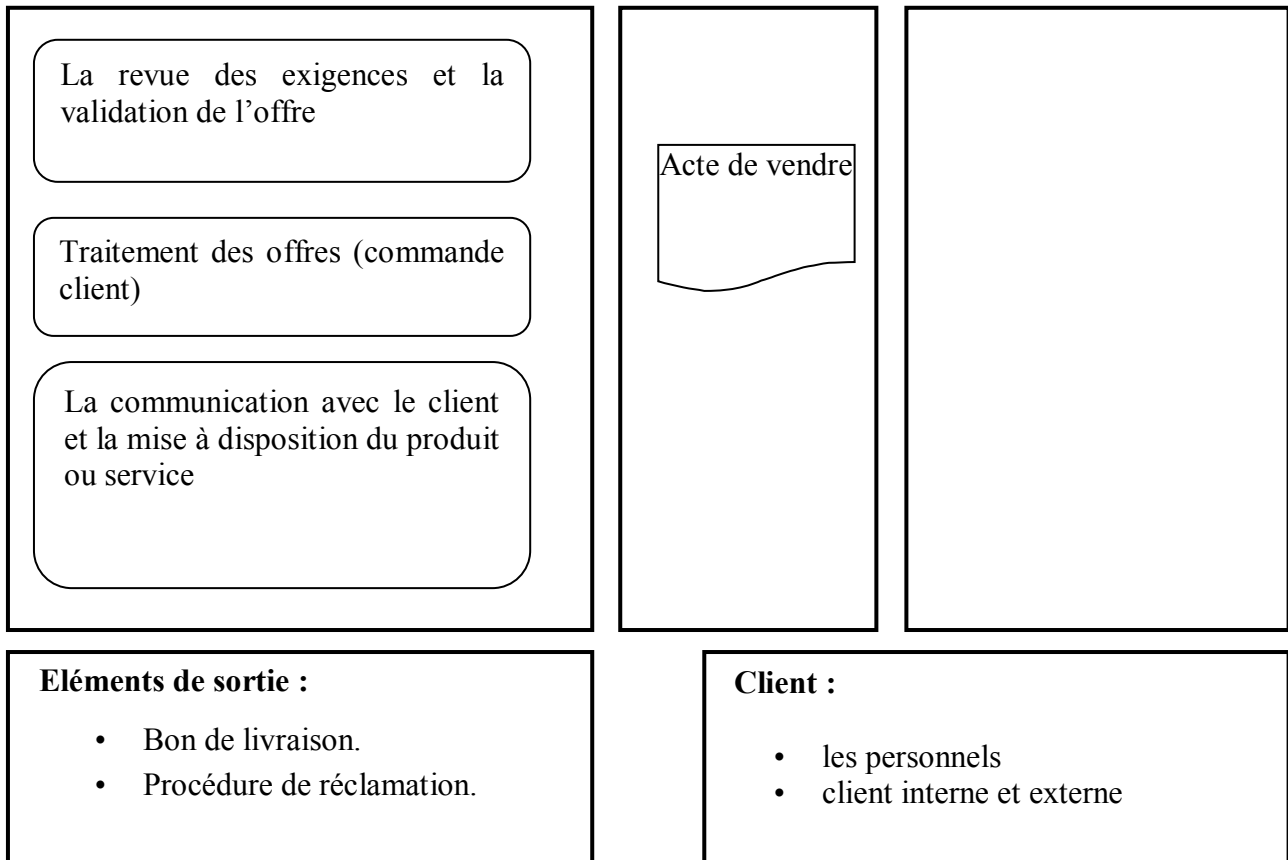 La revue des exigences et la
validation de l’offre
Traitement des offres (commande
client)
La communication avec le client
et la mise à disposition du produit
ou service
Acte de vendre
Eléments de sortie :
• Bon de livraison.
• Procédure de réclamation.
Client :
• les personnels
• client interne et externe